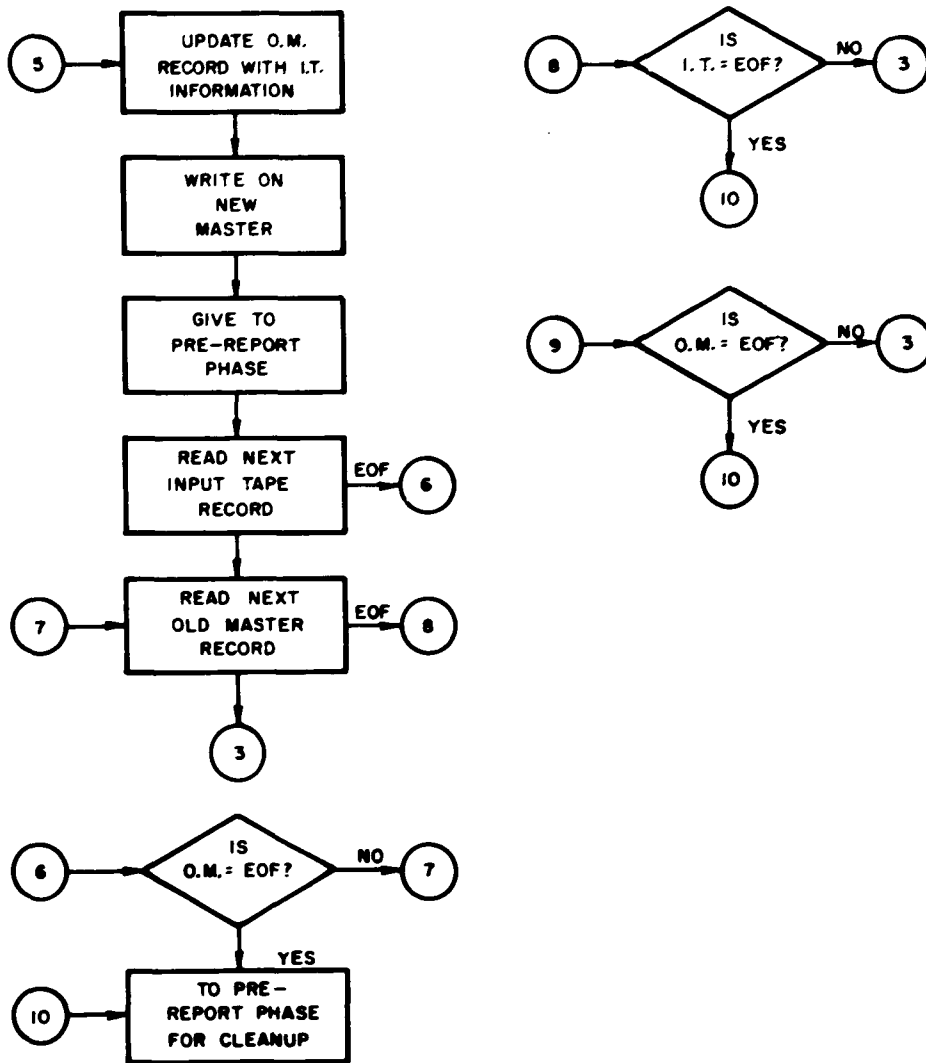 5
UPDATE O.M.
RECORD WITH I.T.
INFORMATION
WRITE ON
NEW
MASTER
GIVE TO
PRE-REPORT
PHASE
READ NEXT
INPUT TAPE
RECORD
EOF
6
7
READ NEXT
OLD MASTER
RECORD
EOF
8
3
6
IS
O.M.= EOF?
NO
7
YES
10
TO PRE-
REPORT PHASE
FOR CLEANUP
8
IS
I.T.= EOF?
NO
3
YES
10
9
IS
O.M.= EOF?
NO
3
YES
10